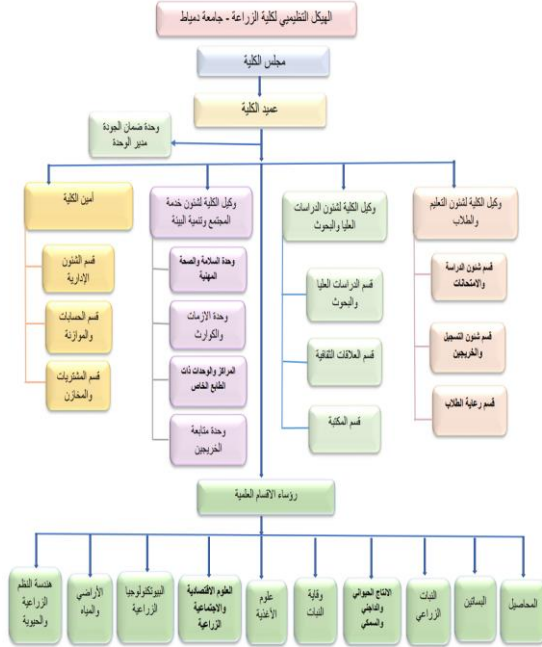 الهيكل التنظيمي لكلية الزراعة - جامعة دمياط
مجلس الكلية
عميد الكلية
وحدة ضمان الجودة
مدير الوحدة
وكيل الكلية لشئون التعليم
والطلاب
قسم شئون الدراسة
والامتحانات
قسم شئون التسجيل
والخريجين
قسم رعاية الطلاب
وكيل الكلية لشئون الدراسات
العليا والبحوث
قسم الدراسات العليا
والبحوث
قسم العلاقات الثقافية
قسم المكتبة
وكيل الكلية لشئون خدمة
المجتمع وتنمية البيئة
وحدة السلامة والصحة
المهنية
وحدة الازمات
والكوارث
المراكز والوحدات ذات
الطابع الخاص
وحدة متابعة
الخريجين
أمين الكلية
قسم الشئون
الإدارية
قسم الحسابات
والموازنة
قسم المشتريات
والمخازن
رؤساء الاقسام العلمية
المحاصيل
البساتين
النبات
الزراعي
الانتاج الحيواني
والداجني
والسمكي
وقاية
النبات
علوم
الأغذية
العلوم الاقتصادية
والاجتماعية
الزراعية
البيوتكنولوجيا
الزراعية
الأراضي
والمياه
هندسة النظم
الزراعية
والحيوية